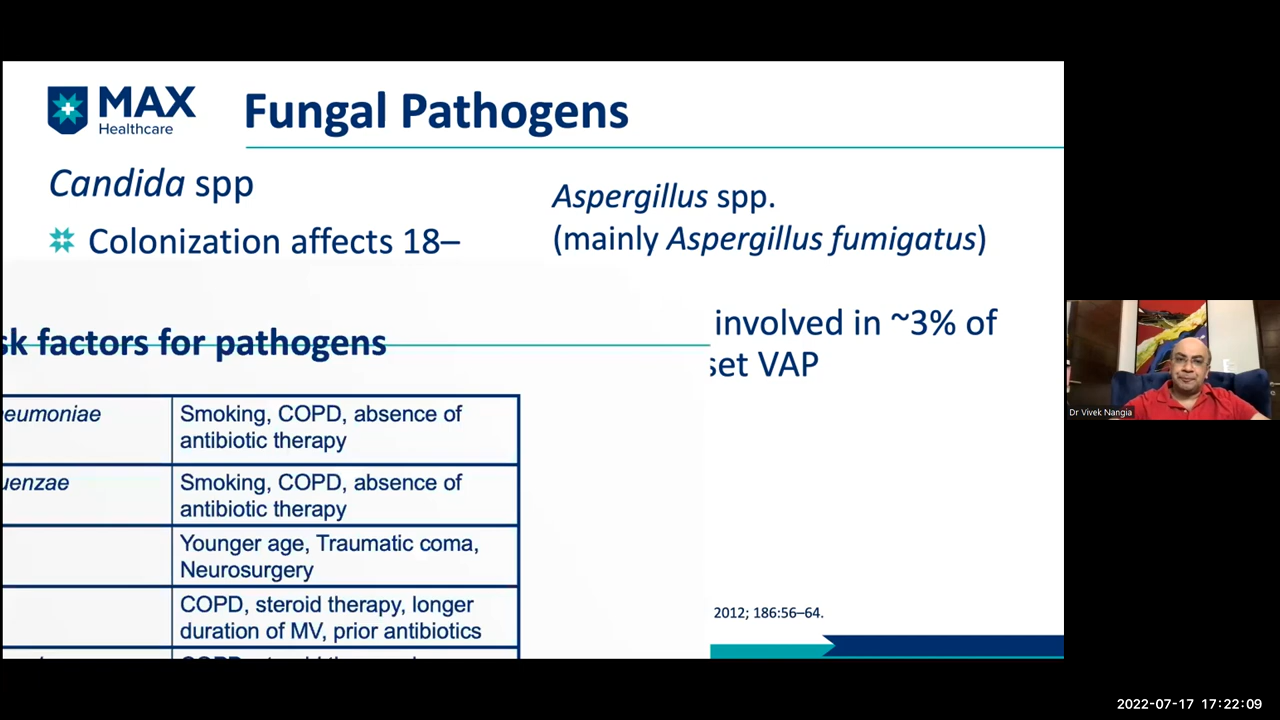 MAX
Healthcare
Fungal Pathogens
Candida spp
Colonization affects 18–
Aspergillus spp.
(mainly Aspergillus fumigatus)
involved in ~3% of
set VAP
sk factors for pathogens
eumoniae
Smoking, COPD, absence of
antibiotic therapy
uenzae
Smoking, COPD, absence of
antibiotic therapy
Younger age, Traumatic coma,
Neurosurgery
COPD, steroid therapy, longer
duration of MV, prior antibiotics
2012; 186:56–64.
Dr Vivek Nangia
2022-07-17 17:22:09